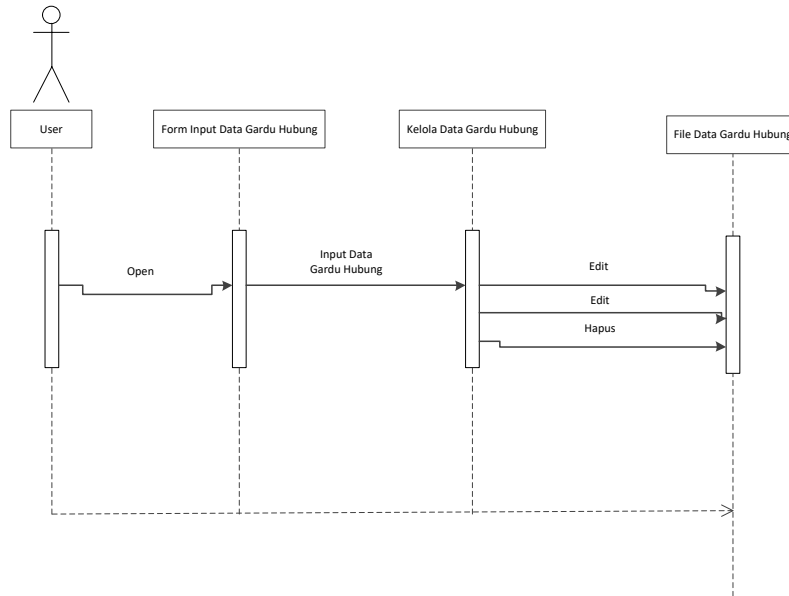 User
Form Input Data Gardu Hubung
Kelola Data Gardu Hubung
File Data Gardu Hubung
Open
Input Data
Gardu Hubung
Edit
Edit
Hapus